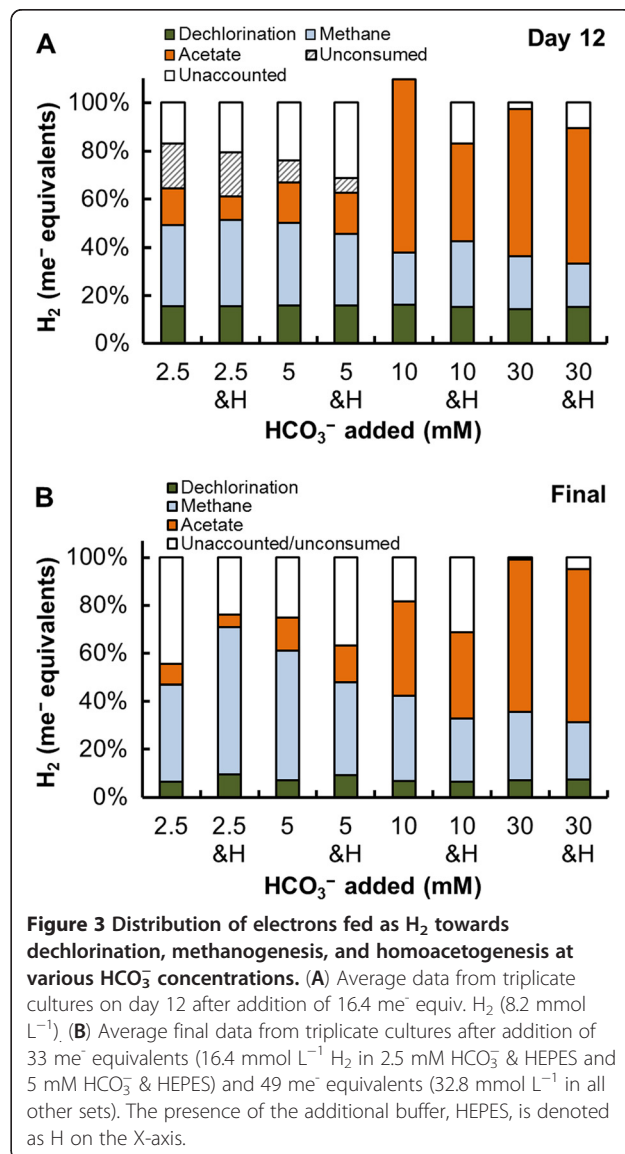 A
Day 12
Dechlorination Methane
Acetate Unconsumed
Unaccounted
H₂ (me⁻ equivalents)
100%
80%
60%
40%
20%
0%
2.5 2.5 5 5 10 10 30 30
&H &H &H &H
HCO₃⁻ added (mM)
B
Final
Dechlorination
Methane
Acetate
Unaccounted/unconsumed
H₂ (me⁻ equivalents)
100%
80%
60%
40%
20%
0%
2.5 2.5 5 5 10 10 30 30
&H &H &H &H
HCO₃⁻ added (mM)
Figure 3 Distribution of electrons fed as H₂ towards
dechlorination, methanogenesis, and homoacetogenesis at
various HCO₃⁻ concentrations. (A) Average data from triplicate
cultures on day 12 after addition of 16.4 me⁻ equiv. H₂ (8.2 mmol
L⁻¹). (B) Average final data from triplicate cultures after addition of
33 me⁻ equivalents (16.4 mmol L⁻¹ H₂ in 2.5 mM HCO₃⁻ & HEPES and
5 mM HCO₃⁻ & HEPES) and 49 me⁻ equivalents (32.8 mmol L⁻¹ in all
other sets). The presence of the additional buffer, HEPES, is denoted
as H on the X-axis.